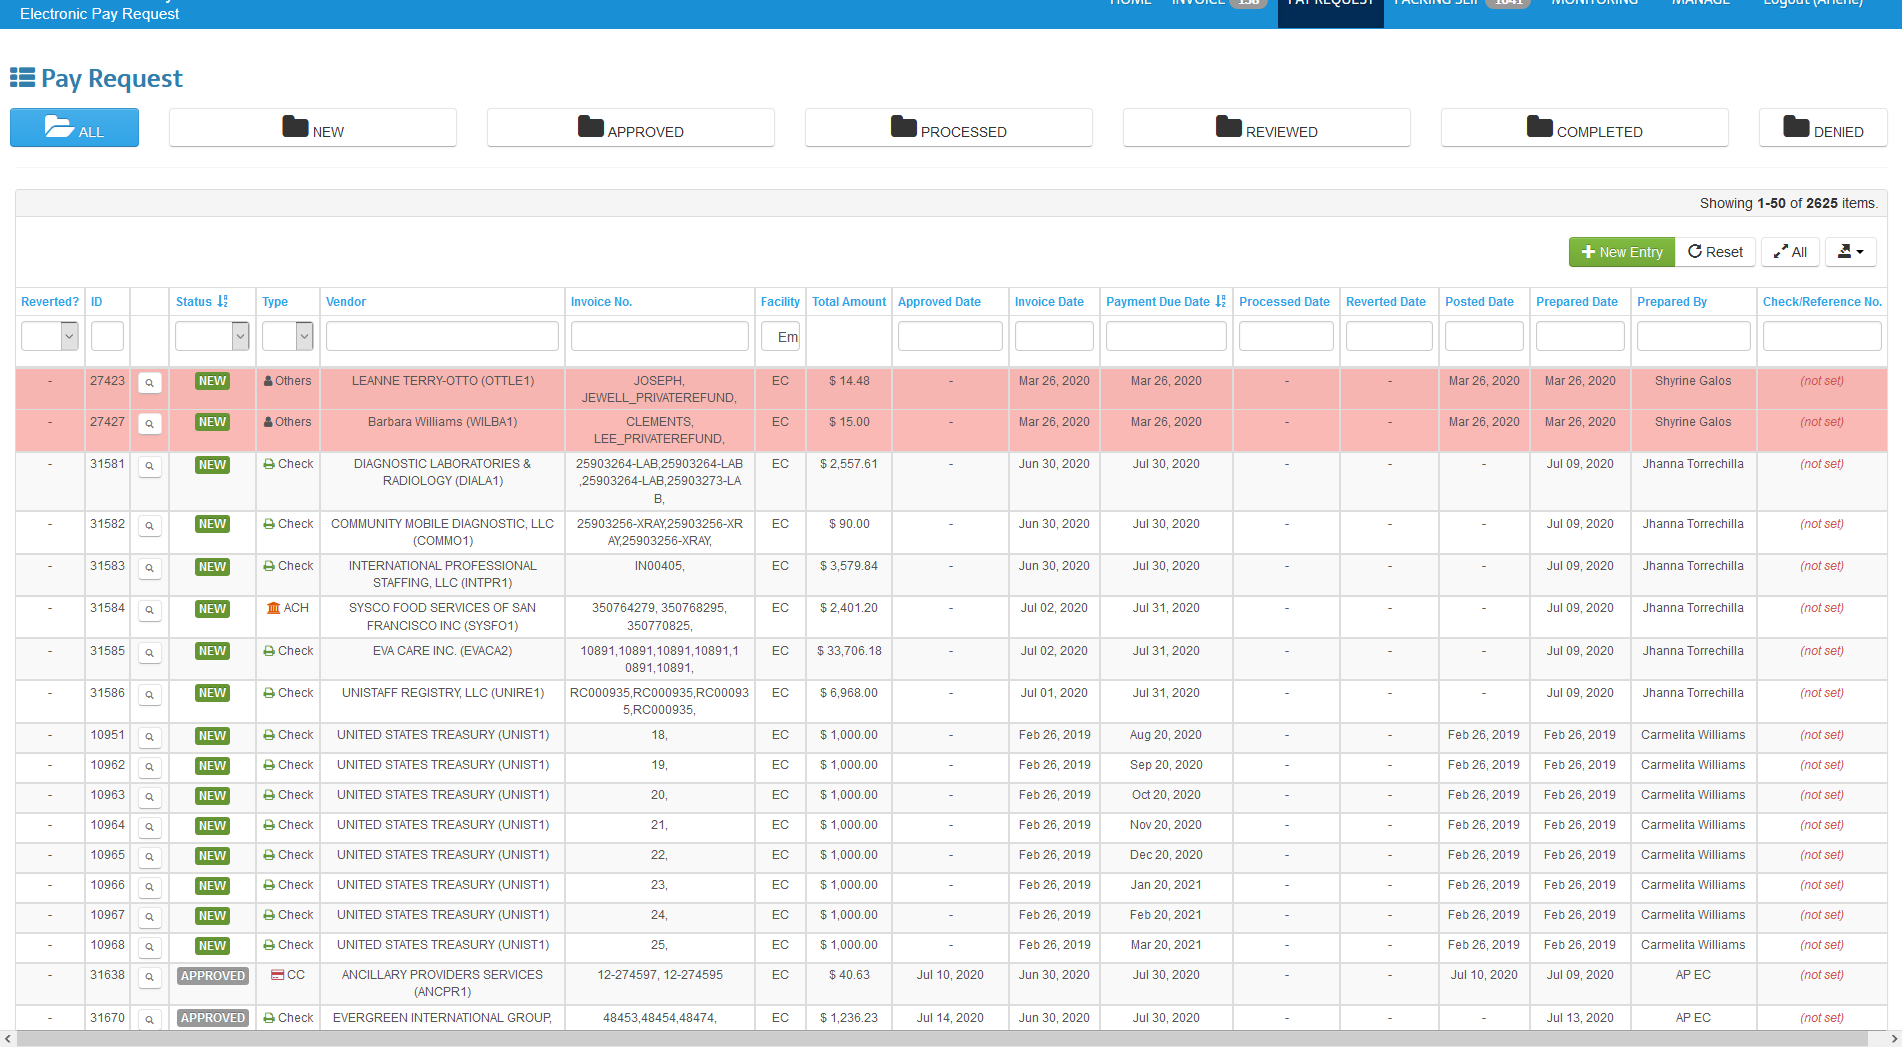 Electronic Pay Request
HOME INVOICE 158 PAY REQUEST PACKING SLIP 1641 MONITORING MANAGE Logout (Arlene)
Pay Request
ALL NEW APPROVED PROCESSED REVIEWED COMPLETED DENIED
Showing 1-50 of 2625 items.
New Entry Reset All
Reverted? ID Status Type Vendor Invoice No. Facility Total Amount Approved Date Invoice Date Payment Due Date Processed Date Reverted Date Posted Date Prepared Date Prepared By Check/Reference No.
Em
- 27423 NEW Others LEANNE TERRY-OTTO (OTTLE1) JOSEPH, EC $ 14.48 - Mar 26, 2020 Mar 26, 2020 - - Mar 26, 2020 Mar 26, 2020 Shyrine Galos (not set)
JEWELL_PRIVATEREFUND,
- 27427 NEW Others Barbara Williams (WILBA1) CLEMENTS, EC $ 15.00 - Mar 26, 2020 Mar 26, 2020 - - Mar 26, 2020 Mar 26, 2020 Shyrine Galos (not set)
LEE_PRIVATEREFUND,
- 31581 NEW Check DIAGNOSTIC LABORATORIES & 25903264-LAB,25903264-LAB EC $ 2,557.61 - Jun 30, 2020 Jul 30, 2020 - - - Jul 09, 2020 Jhanna Torrechilla (not set)
RADIOLOGY (DIALA1) ,25903264-LAB,25903273-LA
B,
- 31582 NEW Check COMMUNITY MOBILE DIAGNOSTIC, LLC 25903256-XRAY,25903256-XR EC $ 90.00 - Jun 30, 2020 Jul 30, 2020 - - - Jul 09, 2020 Jhanna Torrechilla (not set)
(COMMO1) AY,25903256-XRAY,
- 31583 NEW Check INTERNATIONAL PROFESSIONAL IN00405, EC $ 3,579.84 - Jun 30, 2020 Jul 30, 2020 - - - Jul 09, 2020 Jhanna Torrechilla (not set)
STAFFING, LLC (INTPR1)
- 31584 NEW ACH SYSCO FOOD SERVICES OF SAN 350764279, 350768295, EC $ 2,401.20 - Jul 02, 2020 Jul 31, 2020 - - - Jul 09, 2020 Jhanna Torrechilla (not set)
FRANCISCO INC (SYSFO1) 350770825,
- 31585 NEW Check EVA CARE INC. (EVACA2) 10891,10891,10891,10891,1 EC $ 33,706.18 - Jul 02, 2020 Jul 31, 2020 - - - Jul 09, 2020 Jhanna Torrechilla (not set)
0891,10891,
- 31586 NEW Check UNISTAFF REGISTRY, LLC (UNIRE1) RC000935,RC000935,RC00093 EC $ 6,968.00 - Jul 01, 2020 Jul 31, 2020 - - - Jul 09, 2020 Jhanna Torrechilla (not set)
5,RC000935,
- 10951 NEW Check UNITED STATES TREASURY (UNIST1) 18, EC $ 1,000.00 - Feb 26, 2019 Aug 20, 2020 - - Feb 26, 2019 Feb 26, 2019 Carmelita Williams (not set)
- 10962 NEW Check UNITED STATES TREASURY (UNIST1) 19, EC $ 1,000.00 - Feb 26, 2019 Sep 20, 2020 - - Feb 26, 2019 Feb 26, 2019 Carmelita Williams (not set)
- 10963 NEW Check UNITED STATES TREASURY (UNIST1) 20, EC $ 1,000.00 - Feb 26, 2019 Oct 20, 2020 - - Feb 26, 2019 Feb 26, 2019 Carmelita Williams (not set)
- 10964 NEW Check UNITED STATES TREASURY (UNIST1) 21, EC $ 1,000.00 - Feb 26, 2019 Nov 20, 2020 - - Feb 26, 2019 Feb 26, 2019 Carmelita Williams (not set)
- 10965 NEW Check UNITED STATES TREASURY (UNIST1) 22, EC $ 1,000.00 - Feb 26, 2019 Dec 20, 2020 - - Feb 26, 2019 Feb 26, 2019 Carmelita Williams (not set)
- 10966 NEW Check UNITED STATES TREASURY (UNIST1) 23, EC $ 1,000.00 - Feb 26, 2019 Jan 20, 2021 - - Feb 26, 2019 Feb 26, 2019 Carmelita Williams (not set)
- 10967 NEW Check UNITED STATES TREASURY (UNIST1) 24, EC $ 1,000.00 - Feb 26, 2019 Feb 20, 2021 - - Feb 26, 2019 Feb 26, 2019 Carmelita Williams (not set)
- 10968 NEW Check UNITED STATES TREASURY (UNIST1) 25, EC $ 1,000.00 - Feb 26, 2019 Mar 20, 2021 - - Feb 26, 2019 Feb 26, 2019 Carmelita Williams (not set)
- 31638 APPROVED CC ANCILLARY PROVIDERS SERVICES 12-274597, 12-274595 EC $ 40.63 Jul 10, 2020 Jun 30, 2020 Jul 30, 2020 - - Jul 10, 2020 Jul 09, 2020 AP EC (not set)
(ANCPR1)
- 31670 APPROVED Check EVERGREEN INTERNATIONAL GROUP, 48453,48454,48474, EC $ 1,236.23 Jul 14, 2020 Jun 30, 2020 Jul 30, 2020 - - - Jul 13, 2020 AP EC (not set)